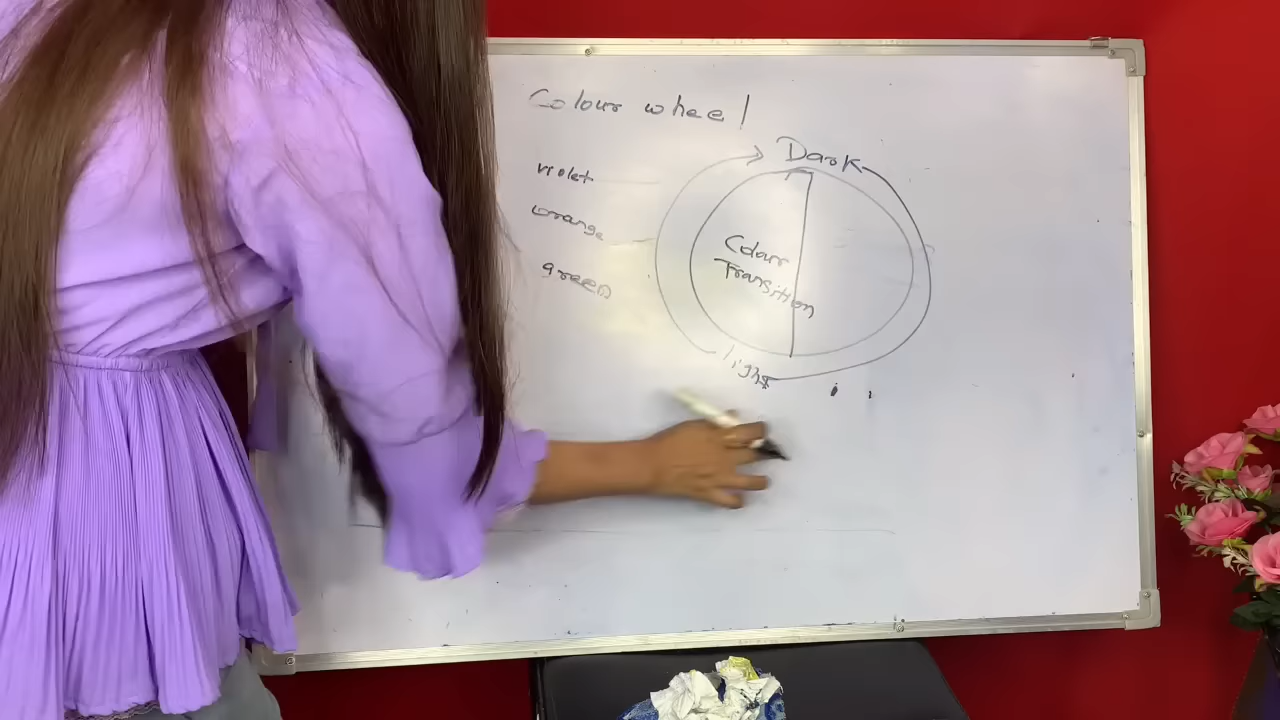 Colour wheel
Dark
violet
orange
Colour
Transition
green
light